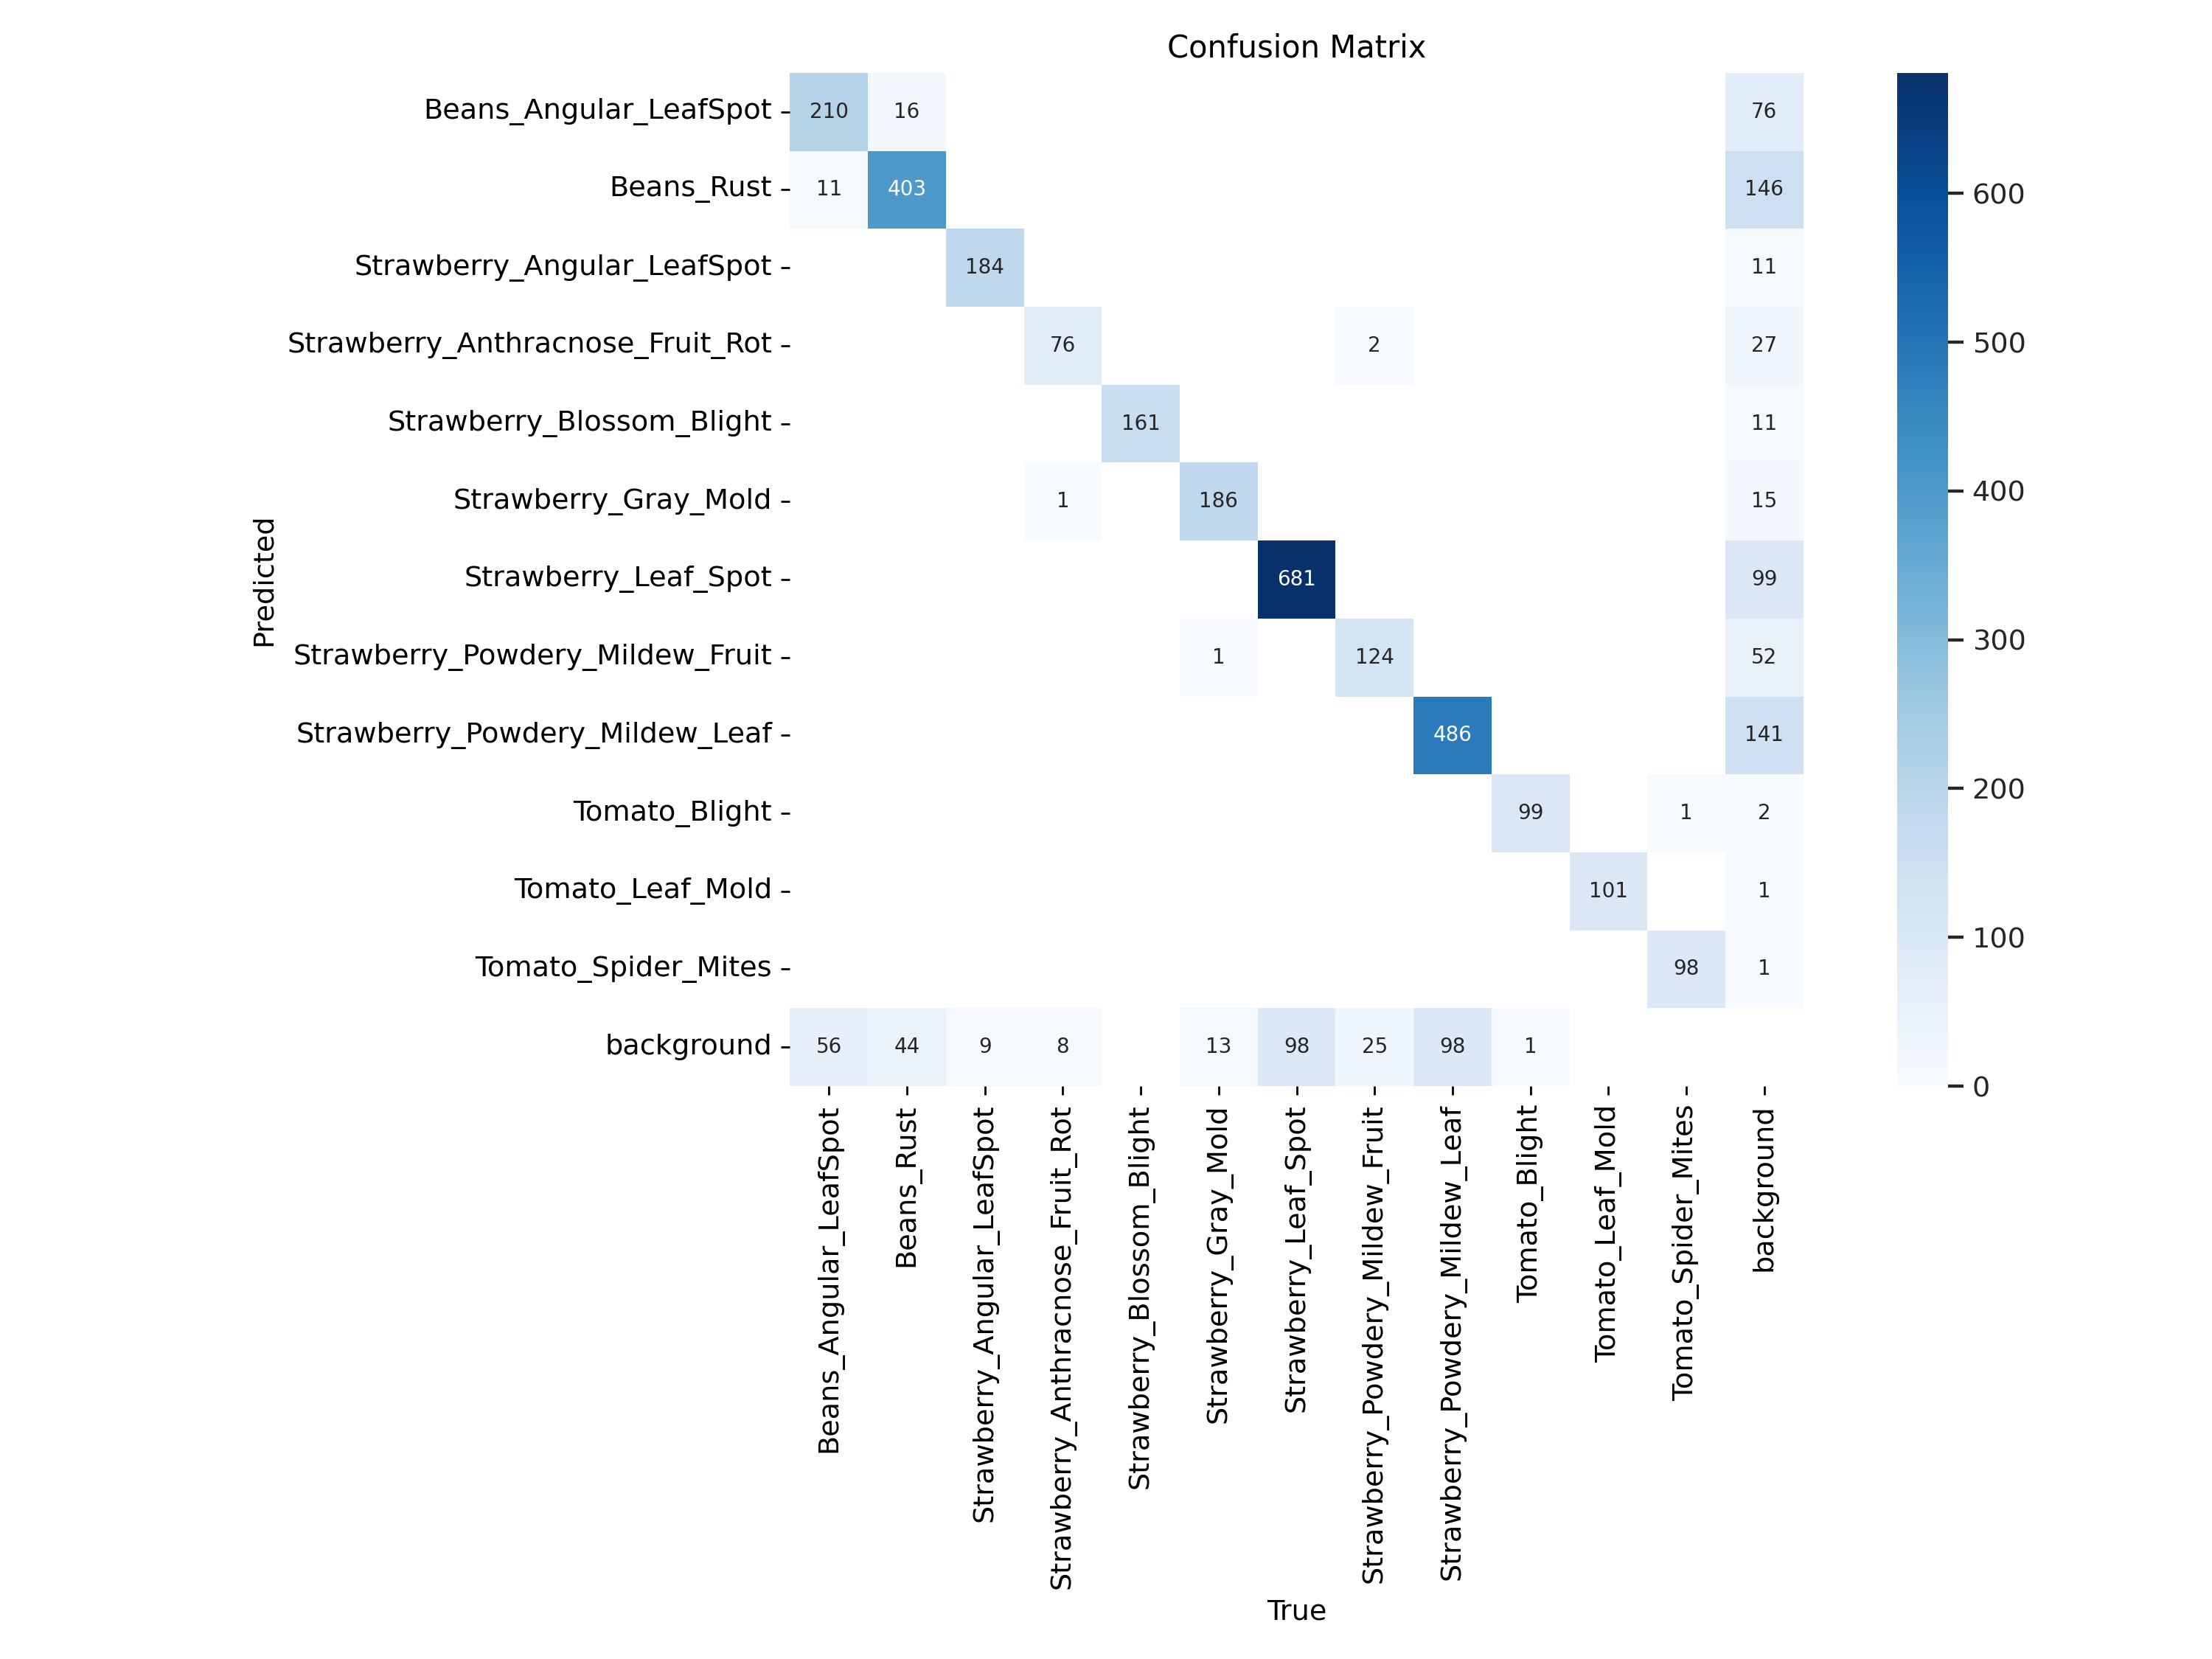 Confusion Matrix
Beans_Angular_LeafSpot 210 16 76
Beans_Rust 11 403 146
600
Strawberry_Angular_LeafSpot 184 11
Strawberry_Anthracnose_Fruit_Rot 76 2 27
500
Strawberry_Blossom_Blight 161 11
Strawberry_Gray_Mold 1 186 15
400
Predicted
Strawberry_Leaf_Spot 681 99
300
Strawberry_Powdery_Mildew_Fruit 1 124 52
Strawberry_Powdery_Mildew_Leaf 486 141
200
Tomato_Blight 99 1 2
Tomato_Leaf_Mold 101 1
100
Tomato_Spider_Mites 98 1
background 56 44 9 8 13 98 25 98 1
0
Beans_Angular_LeafSpot
Beans_Rust
Strawberry_Angular_LeafSpot
Strawberry_Anthracnose_Fruit_Rot
Strawberry_Blossom_Blight
Strawberry_Gray_Mold
Strawberry_Leaf_Spot
Strawberry_Powdery_Mildew_Fruit
Strawberry_Powdery_Mildew_Leaf
Tomato_Blight
Tomato_Leaf_Mold
Tomato_Spider_Mites
background
True